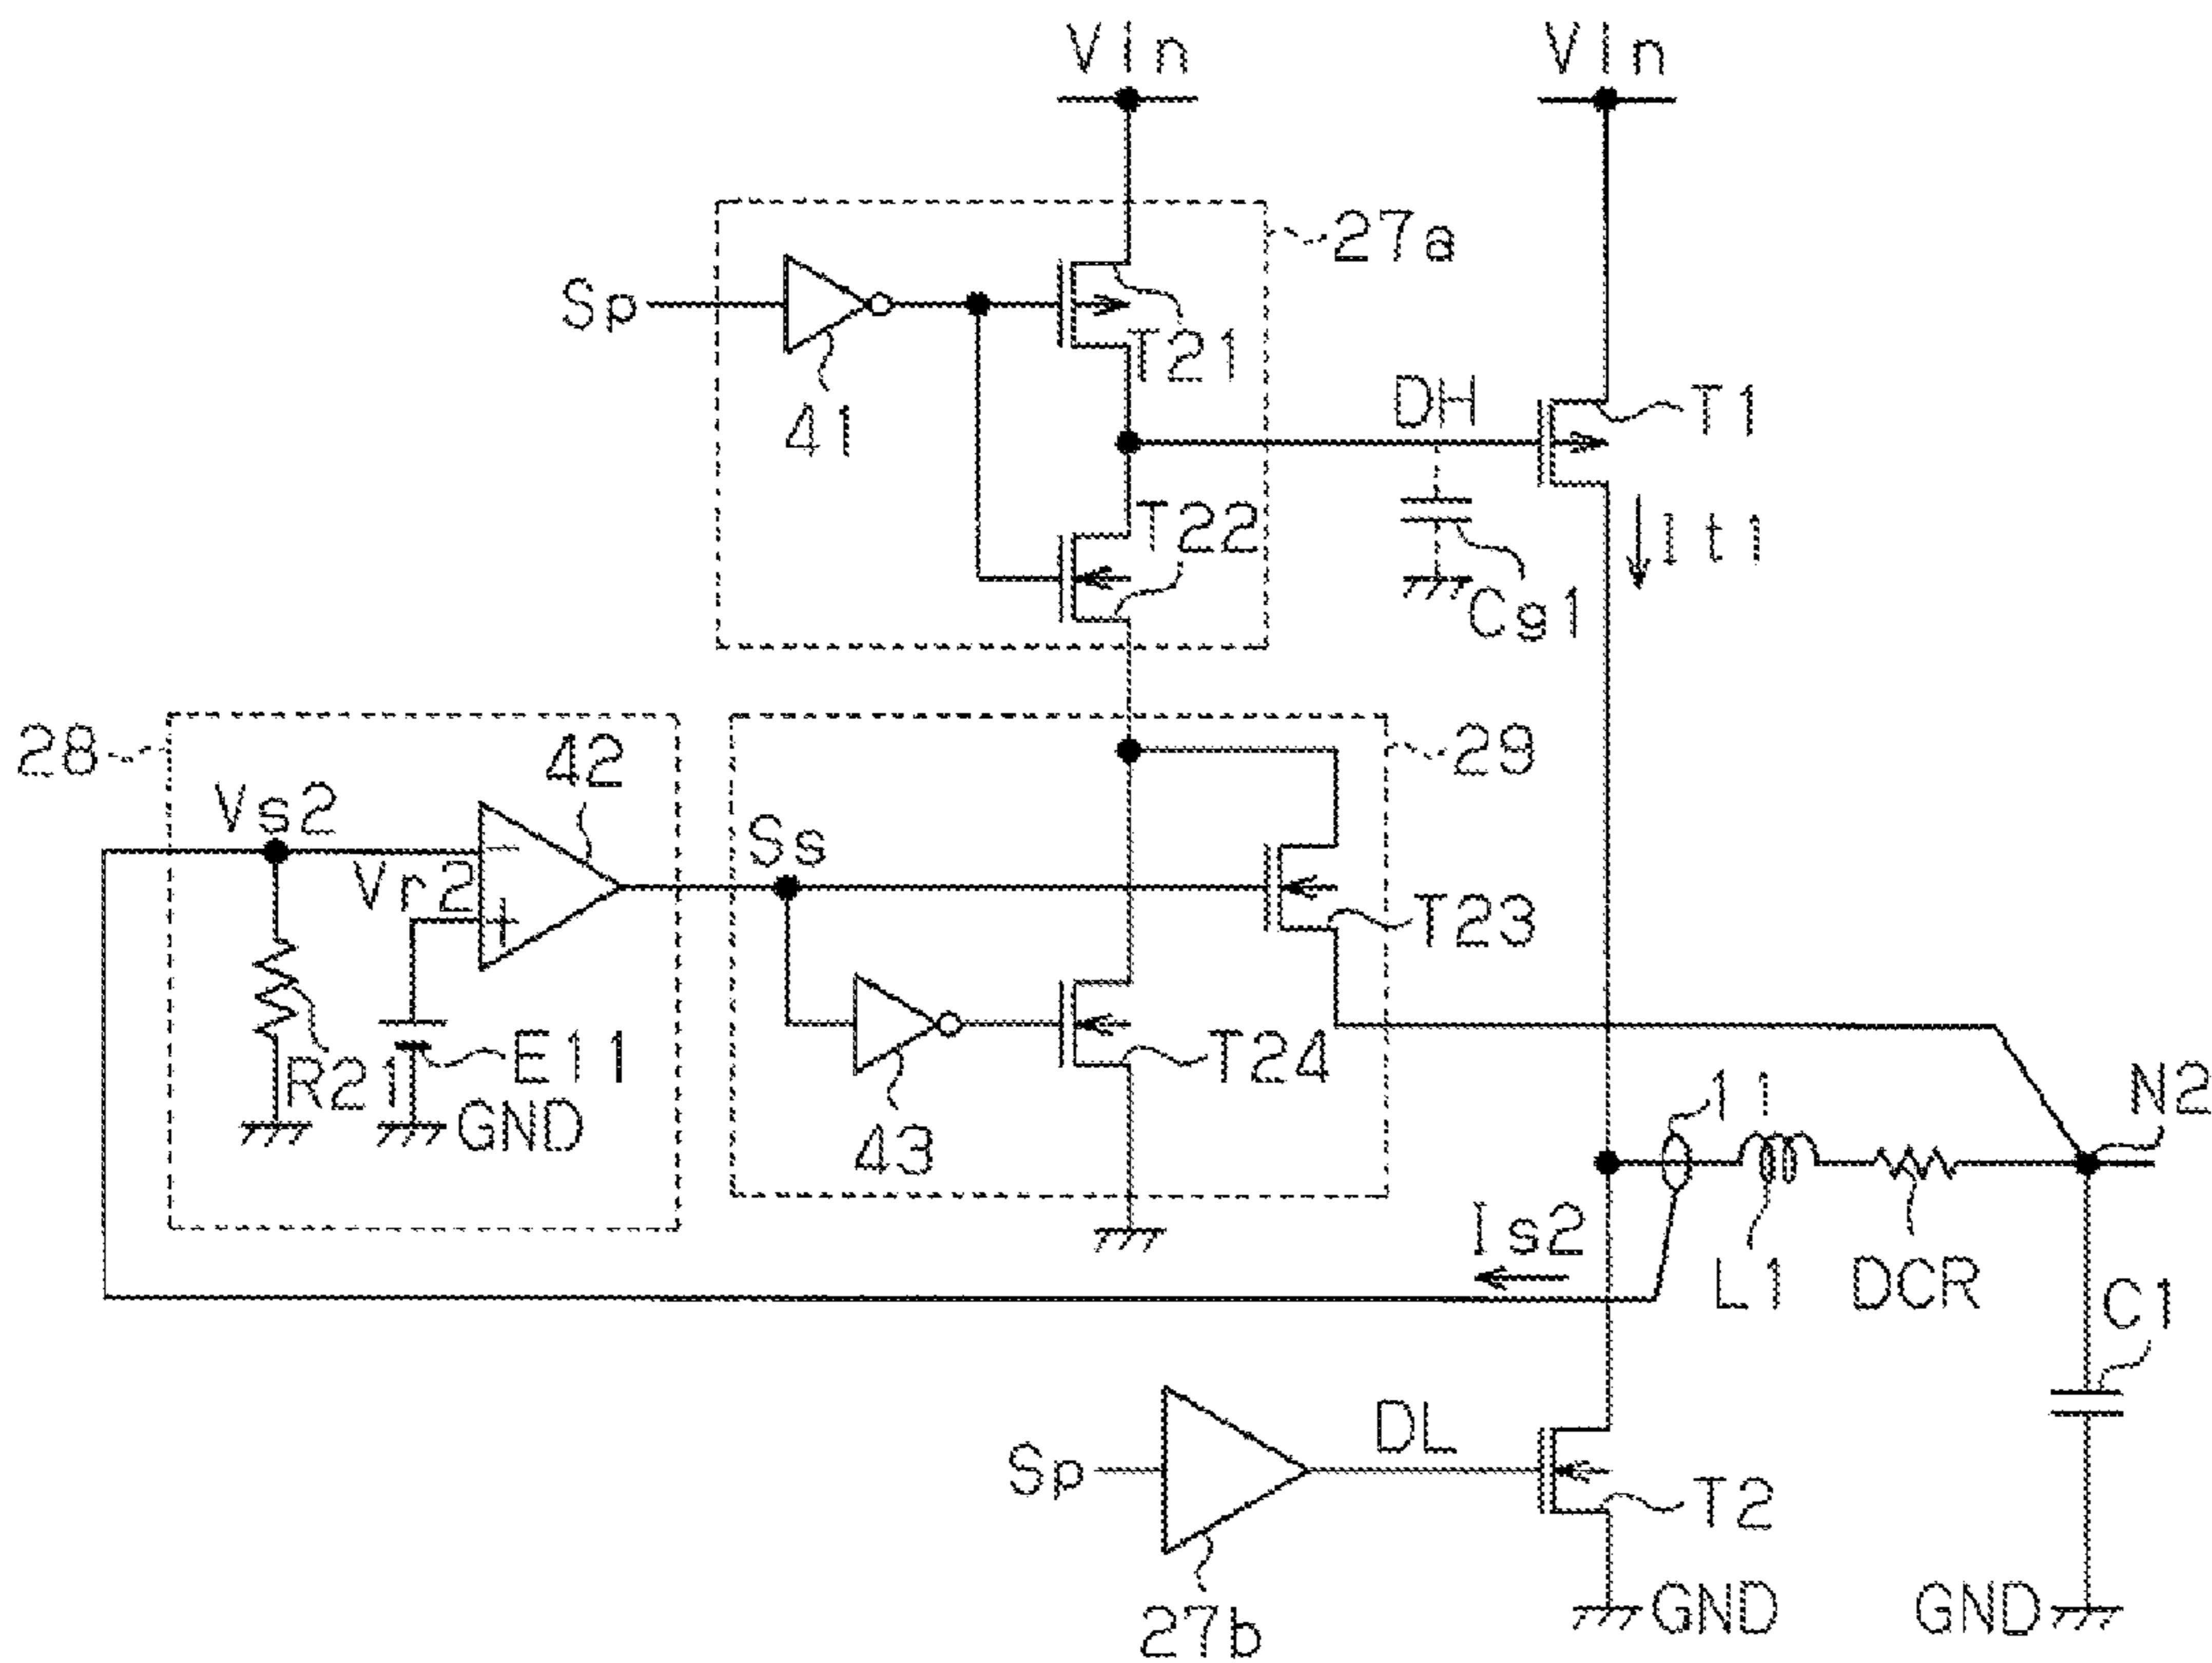 Vin
Vin
27a
Sp
T21
41
DH
T1
T22
It1
Cg1
28
42
29
Vs2
Ss
Vr2
T23
E11
R21
T24
GND
43
11
N2
Is2
L1
DCR
C1
DL
Sp
T2
27b
GND
GND